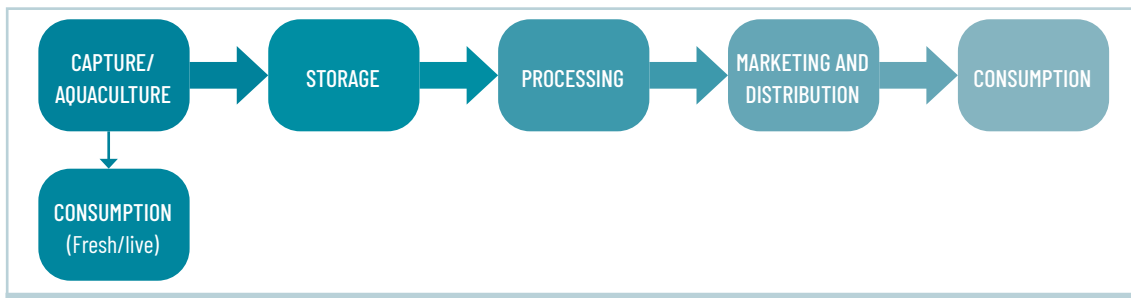 CAPTURE/
AQUACULTURE
STORAGE
PROCESSING
MARKETING AND
DISTRIBUTION
CONSUMPTION
CONSUMPTION
(Fresh/live)